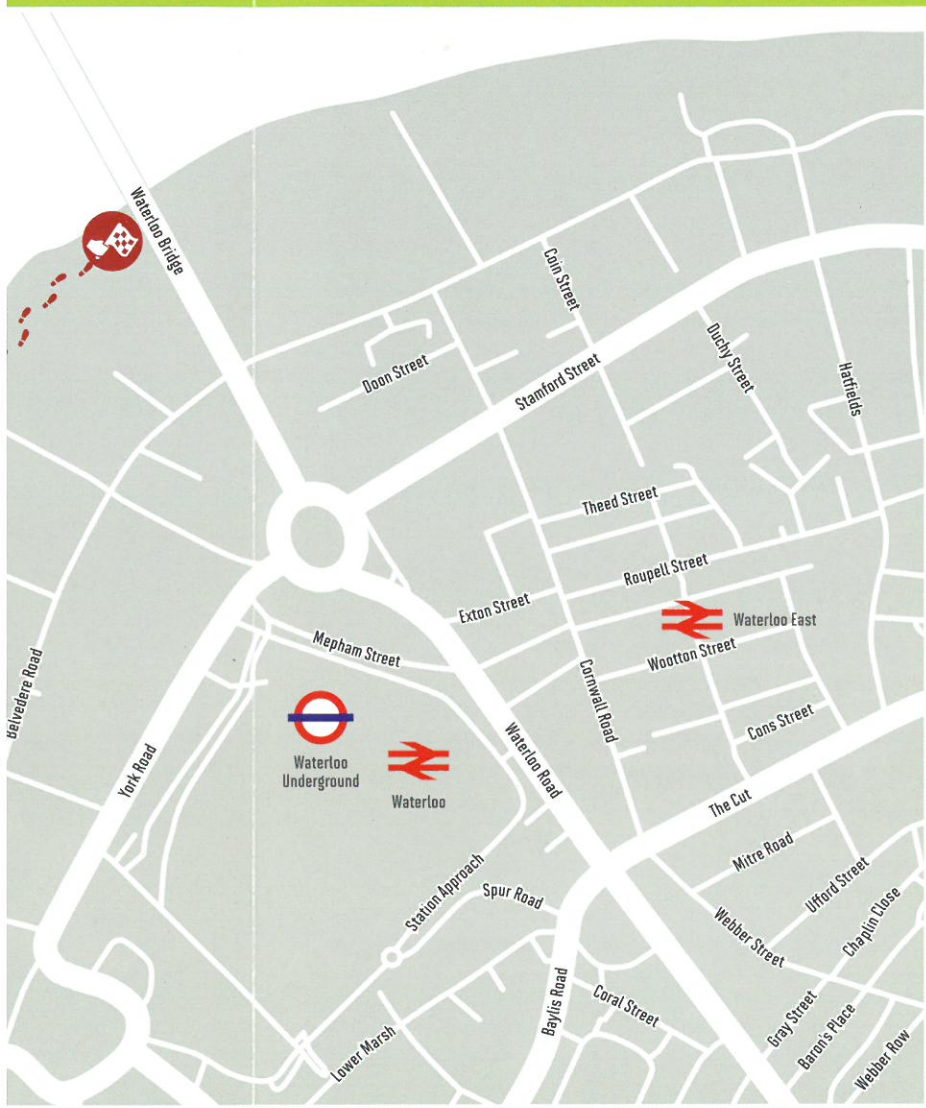 Waterloo Bridge
Coin Street
Doon Street
Stamford Street
Duchy Street
Hatfields
Theed Street
Roupell Street
Exton Street
Waterloo East
Mepham Street
Wootton Street
Belvedere Road
Cornwall Road
Cons Street
York Road
Waterloo
Underground
Waterloo
Waterloo Road
The Cut
Mitre Road
Station Approach
Spur Road
Ufford Street
Chaplin Close
Webber Street
Baylis Road
Coral Street
Gray Street
Baron's Place
Lower Marsh
Webber Row